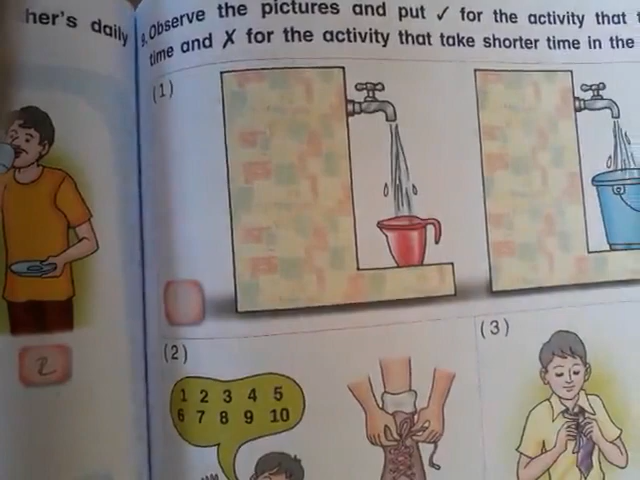 her's daily
9. Observe the pictures and put ✓ for the activity that
time and ✗ for the activity that take shorter time in the
(1)
2
(2)
(3)
1 2 3 4 5
6 7 8 9 10